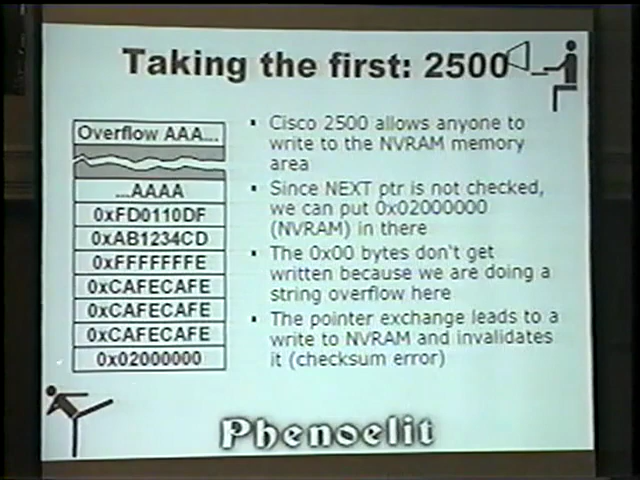 Taking the first: 2500
Overflow AAA...
...AAAA
0xFD0110DF
0xAB1234CD
0xFFFFFFFE
0xCAFECAFE
0xCAFECAFE
0xCAFECAFE
0x02000000
▪ Cisco 2500 allows anyone to
write to the NVRAM memory
area
▪ Since NEXT ptr is not checked,
we can put 0x02000000
(NVRAM) in there
▪ The 0x00 bytes don't get
written because we are doing a
string overflow here
▪ The pointer exchange leads to a
write to NVRAM and invalidates
it (checksum error)
Phenoelit